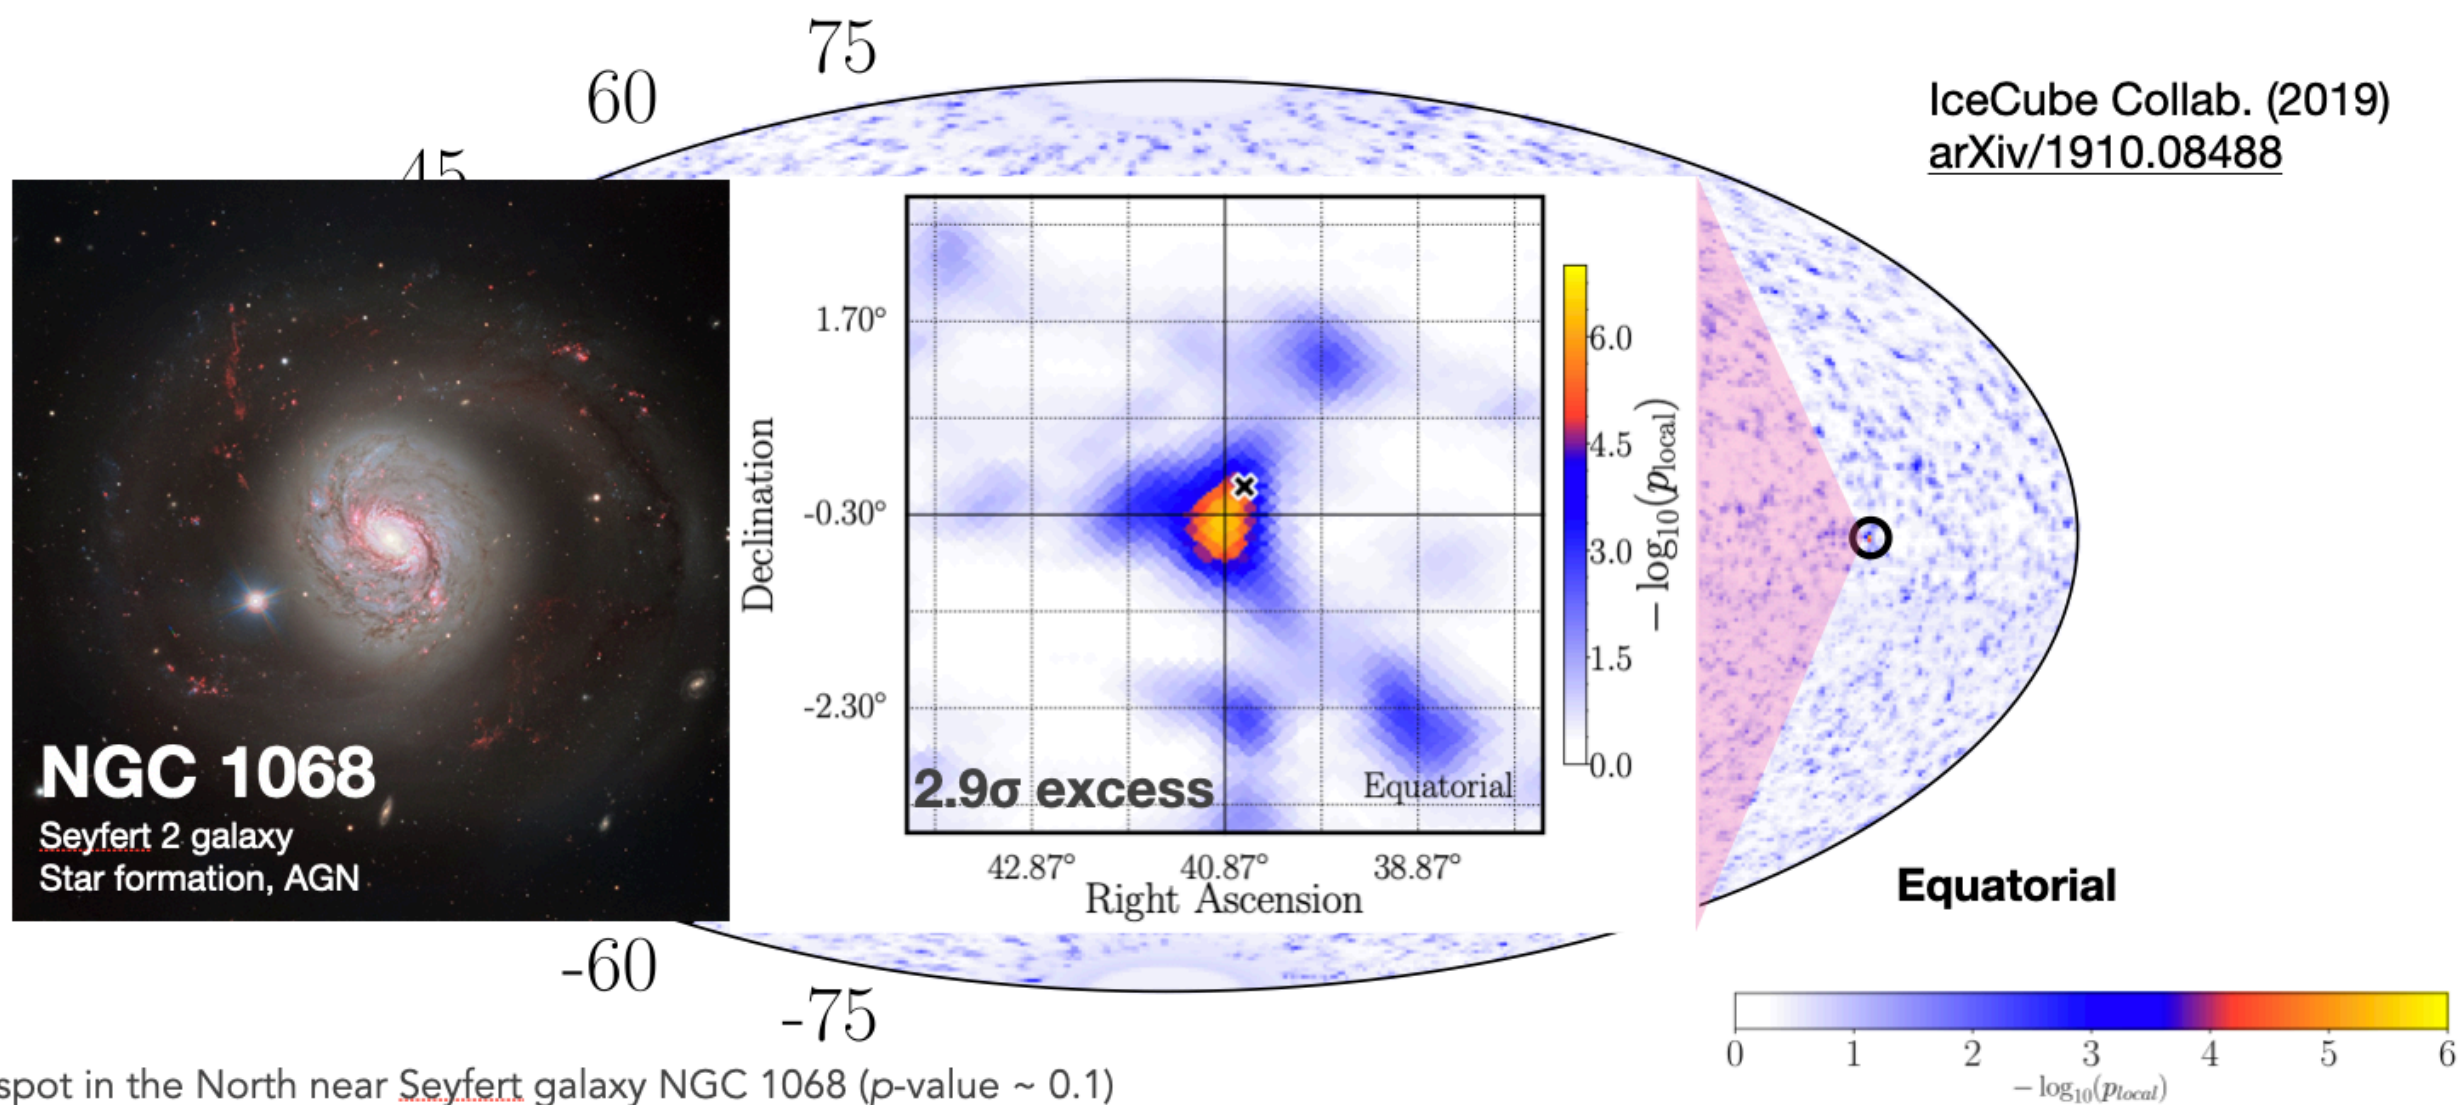 75
60
45
IceCube Collab. (2019)
arXiv/1910.08488
1.70°
-0.30°
-2.30°
Declination
42.87°
40.87°
38.87°
Right Ascension
2.9σ excess
Equatorial
6.0
4.5
3.0
1.5
0.0
− log₁₀(p_local)
NGC 1068
Seyfert 2 galaxy
Star formation, AGN
Equatorial
-60
-75
0 1 2 3 4 5 6
− log₁₀(p_local)
spot in the North near Seyfert galaxy NGC 1068 (p-value ~ 0.1)